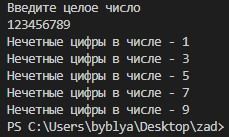 Введите целое число
123456789
Нечетные цифры в числе - 1
Нечетные цифры в числе - 3
Нечетные цифры в числе - 5
Нечетные цифры в числе - 7
Нечетные цифры в числе - 9
PS C:\Users\byblya\Desktop\zad>